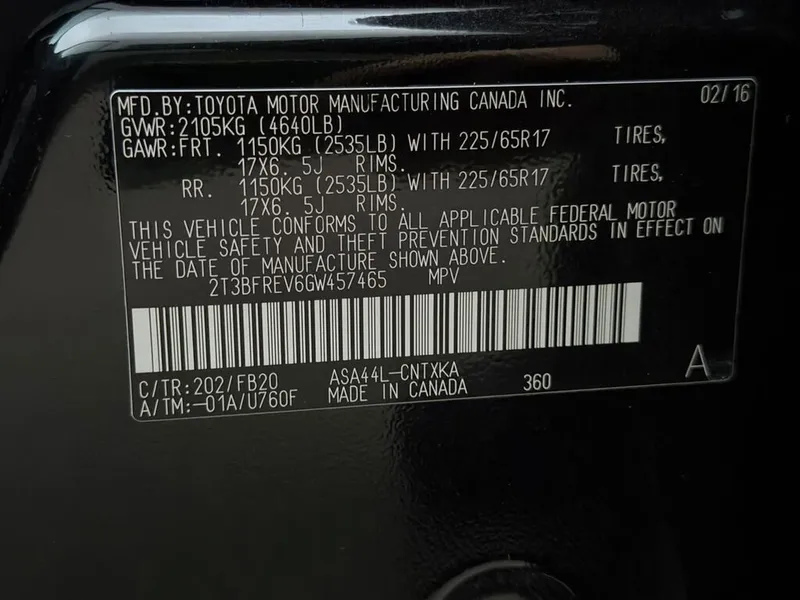 MFD.BY:TOYOTA MOTOR MANUFACTURING CANADA INC. 02/16
GVWR:2105KG (4640LB)
GAWR:FRT. 1150KG (2535LB) WITH 225/65R17 TIRES,
17X6. 5J RIMS.
RR. 1150KG (2535LB) WITH 225/65R17 TIRES,
17X6. 5J RIMS.
THIS VEHICLE CONFORMS TO ALL APPLICABLE FEDERAL MOTOR
VEHICLE SAFETY AND THEFT PREVENTION STANDARDS IN EFFECT ON
THE DATE OF MANUFACTURE SHOWN ABOVE.
2T3BFREV6GW457465 MPV
C/TR:202/FB20 ASA44L-CNTXKA 360 A
A/TM:-01A/U760F MADE IN CANADA